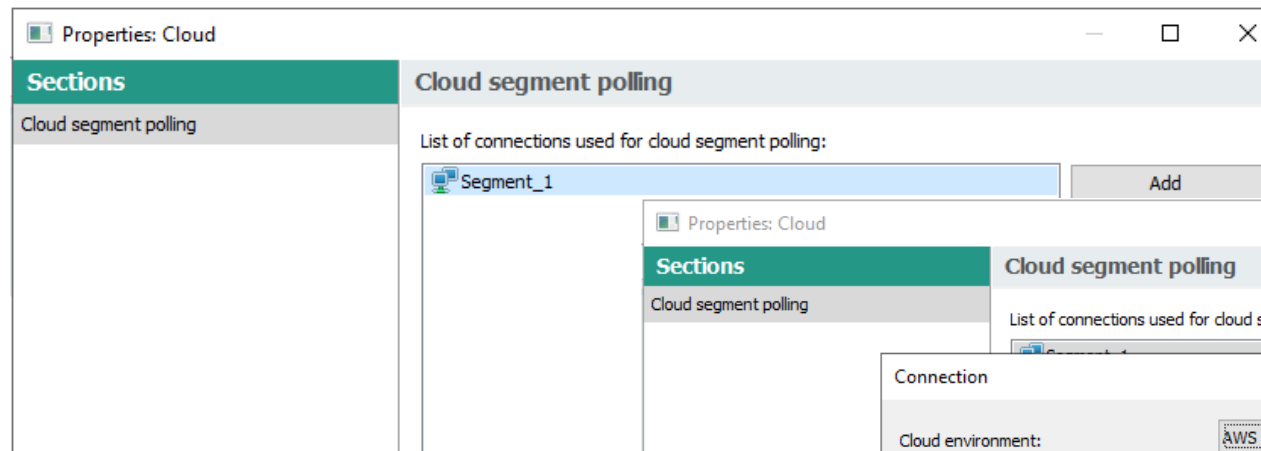 Properties: Cloud
Sections
Cloud segment polling
Cloud segment polling
List of connections used for cloud segment polling:
Segment_1
Add
Properties: Cloud
Sections
Cloud segment polling
Cloud segment polling
List of connections used for cloud s
Segment_1
Connection
Cloud environment:
AWS